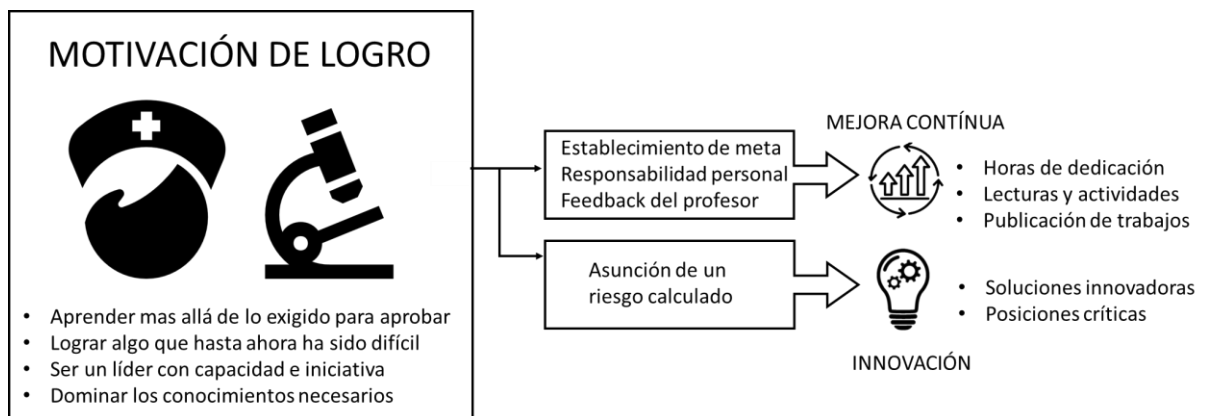 MOTIVACIÓN DE LOGRO
• Aprender mas allá de lo exigido para aprobar
• Lograr algo que hasta ahora ha sido difícil
• Ser un líder con capacidad e iniciativa
• Dominar los conocimientos necesarios
Establecimiento de meta
Responsabilidad personal
Feedback del profesor
MEJORA CONTÍNUA
• Horas de dedicación
• Lecturas y actividades
• Publicación de trabajos
Asunción de un
riesgo calculado
• Soluciones innovadoras
• Posiciones críticas
INNOVACIÓN